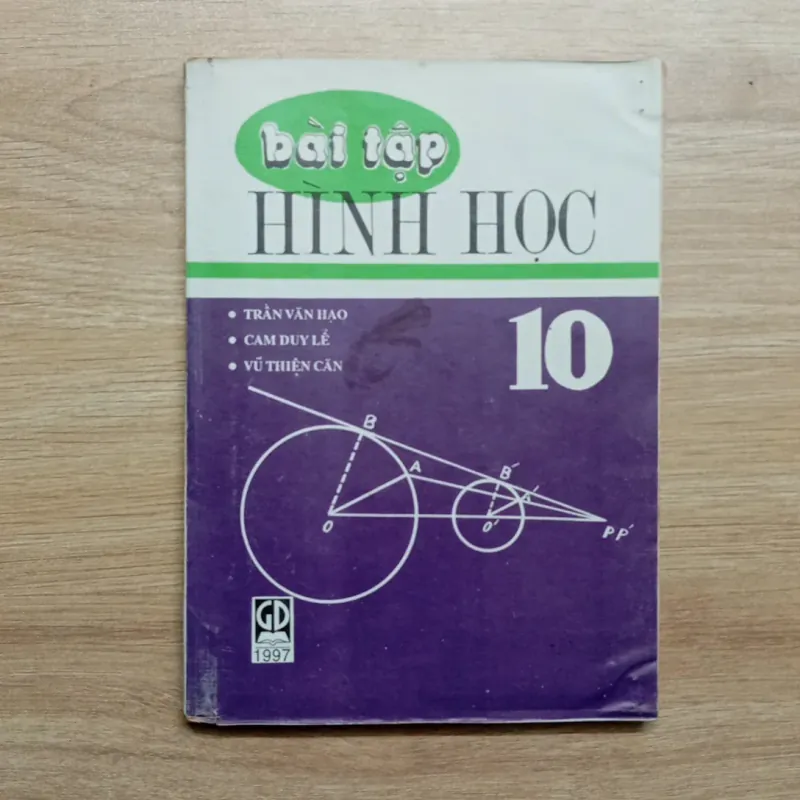 bài tập
HÌNH HỌC
• TRẦN VĂN HẠO
• CAM DUY LỄ
• VŨ THIỆN CĂN
10
B
A
B'
A'
O
O'
P P'
GD
1997